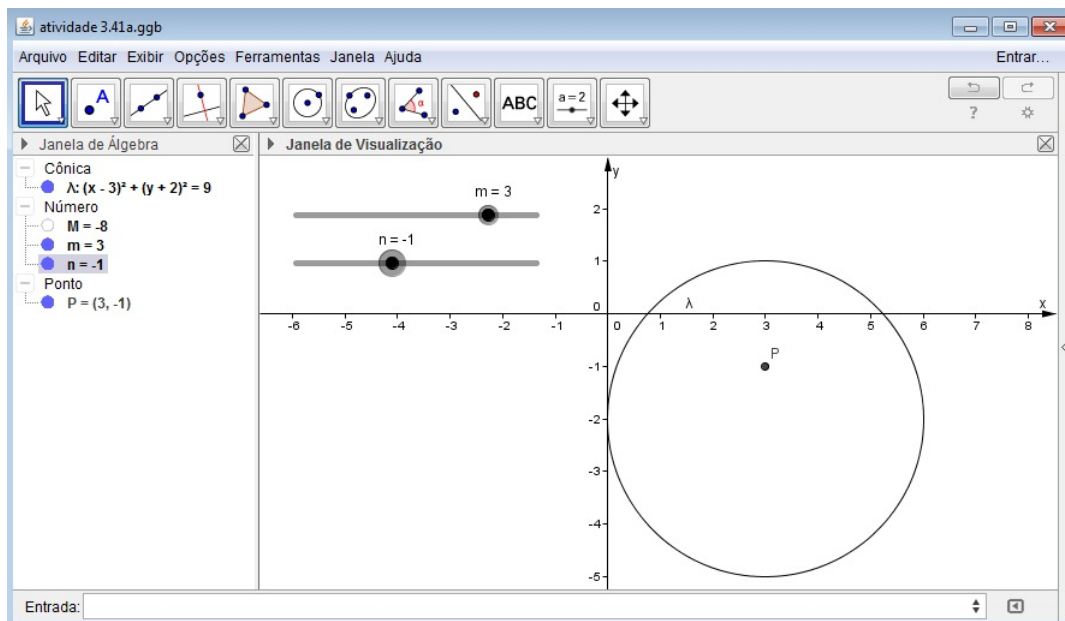 atividade 3.41a.ggb
Arquivo Editar Exibir Opções Ferramentas Janela Ajuda
Entrar...
A
α
ABC
a = 2
?
Janela de Álgebra
Cônica
λ: (x - 3)² + (y + 2)² = 9
Número
M = -8
m = 3
n = -1
Ponto
P = (3, -1)
Janela de Visualização
m = 3
n = -1
y
2
1
0
λ
x
-6 -5 -4 -3 -2 -1 0 1 2 3 4 5 6 7 8
P
-1
-2
-3
-4
-5
Entrada: